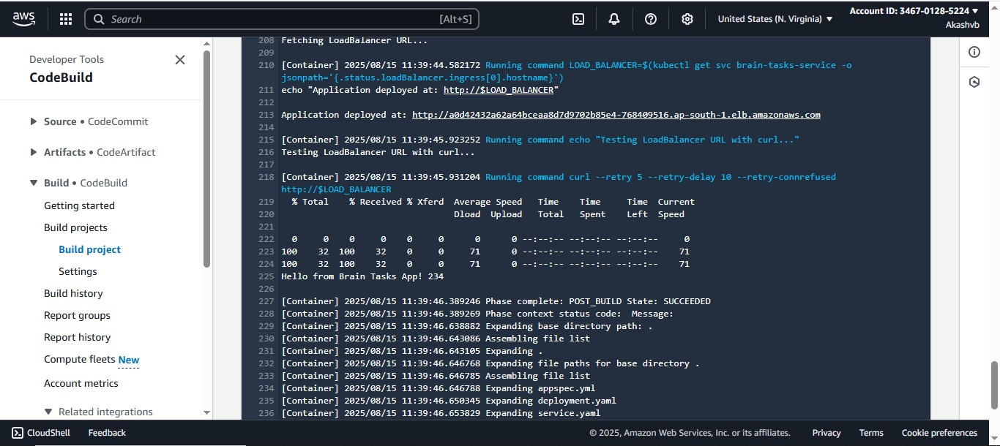 aws
Search
[Alt+S]
United States (N. Virginia) ▼
Account ID: 3467-0128-5224 ▼
Akashvb
Developer Tools
CodeBuild
Source • CodeCommit
Artifacts • CodeArtifact
Build • CodeBuild
Getting started
Build projects
Build project
Settings
Build history
Report groups
Report history
Compute fleets New
Account metrics
Related integrations
208 Fetching LoadBalancer URL...
209
210 [Container] 2025/08/15 11:39:44.582172 Running command LOAD_BALANCER=$(kubectl get svc brain-tasks-service -o
jsonpath='{.status.loadBalancer.ingress[0].hostname}')
211 echo "Application deployed at: http://$LOAD_BALANCER"
212
213 Application deployed at: http://a0d42432a62a64bceaa8d7d9702b85e4-768409516.ap-south-1.elb.amazonaws.com
214
215 [Container] 2025/08/15 11:39:45.923252 Running command echo "Testing LoadBalancer URL with curl..."
216 Testing LoadBalancer URL with curl...
217
218 [Container] 2025/08/15 11:39:45.931204 Running command curl --retry 5 --retry-delay 10 --retry-connrefused
http://$LOAD_BALANCER
219 % Total % Received % Xferd Average Speed Time Time Time Current
220 Dload Upload Total Spent Left Speed
221
222 0 0 0 0 0 0 0 0 --:--:-- --:--:-- --:--:-- 0
223 100 32 100 32 0 0 71 0 --:--:-- --:--:-- --:--:-- 71
224 100 32 100 32 0 0 71 0 --:--:-- --:--:-- --:--:-- 71
225 Hello from Brain Tasks App! 234
226
227 [Container] 2025/08/15 11:39:46.389246 Phase complete: POST_BUILD State: SUCCEEDED
228 [Container] 2025/08/15 11:39:46.389269 Phase context status code: Message:
229 [Container] 2025/08/15 11:39:46.638882 Expanding base directory path: .
230 [Container] 2025/08/15 11:39:46.643086 Assembling file list
231 [Container] 2025/08/15 11:39:46.643105 Expanding .
232 [Container] 2025/08/15 11:39:46.646768 Expanding file paths for base directory .
233 [Container] 2025/08/15 11:39:46.646785 Assembling file list
234 [Container] 2025/08/15 11:39:46.646788 Expanding appspec.yml
235 [Container] 2025/08/15 11:39:46.650345 Expanding deployment.yaml
236 [Container] 2025/08/15 11:39:46.653829 Expanding service.yaml
CloudShell
Feedback
© 2025, Amazon Web Services, Inc. or its affiliates.
Privacy
Terms
Cookie preferences